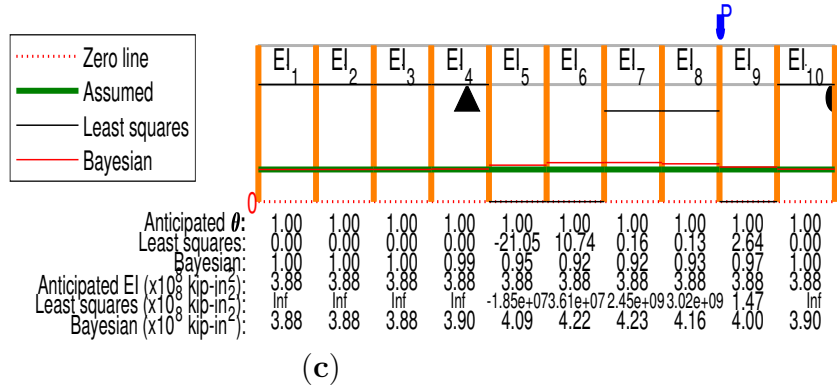 P
Zero line
Assumed
Least squares
Bayesian
EI1 EI2 EI3 EI4 EI5 EI6 EI7 EI8 EI9 EI10
0
Anticipated θ: 1.00 1.00 1.00 1.00 1.00 1.00 1.00 1.00 1.00 1.00
Least squares: 0.00 0.00 0.00 0.00 -21.05 10.74 0.16 0.13 2.64 0.00
Bayesian: 1.00 1.00 1.00 0.99 0.95 0.92 0.92 0.93 0.97 1.00
Anticipated EI (x10^8 kip-in^2): 3.88 3.88 3.88 3.88 3.88 3.88 3.88 3.88 3.88 3.88
Least squares (x10^8 kip-in^2): Inf Inf Inf Inf -1.85e+07 3.61e+07 2.45e+09 3.02e+09 1.47 Inf
Bayesian (x10^8 kip-in^2): 3.88 3.88 3.88 3.90 4.09 4.22 4.23 4.16 4.00 3.90
(c)